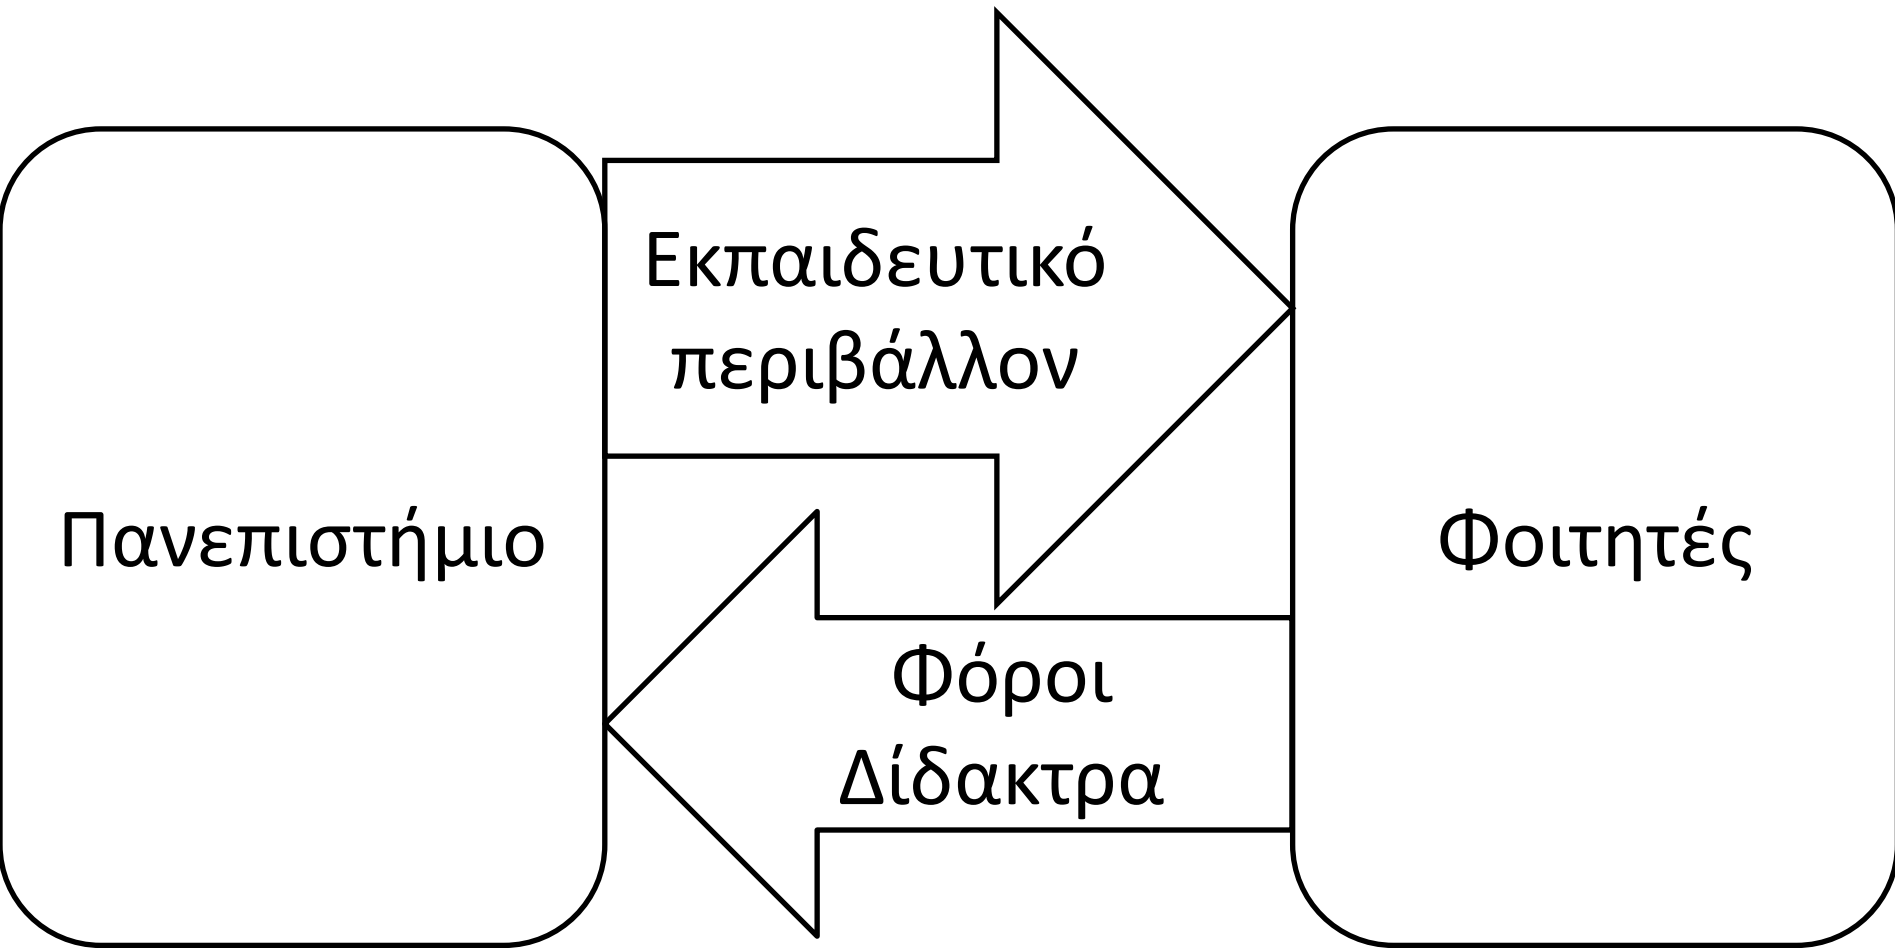 Πανεπιστήμιο
Εκπαιδευτικό
περιβάλλον
Φόροι
Δίδακτρα
Φοιτητές